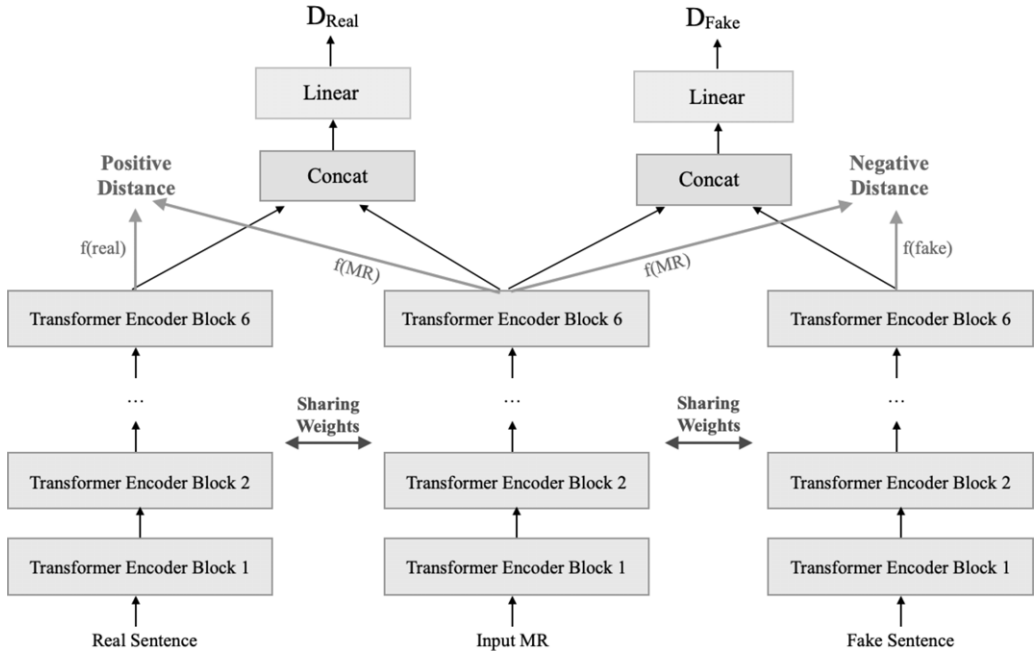 DReal
DFake
Linear
Linear
Positive
Distance
Concat
Concat
Negative
Distance
f(real)
f(MR)
f(MR)
f(fake)
Transformer Encoder Block 6
Transformer Encoder Block 6
Transformer Encoder Block 6
...
...
...
Sharing
Weights
Sharing
Weights
Transformer Encoder Block 2
Transformer Encoder Block 2
Transformer Encoder Block 2
Transformer Encoder Block 1
Transformer Encoder Block 1
Transformer Encoder Block 1
Real Sentence
Input MR
Fake Sentence